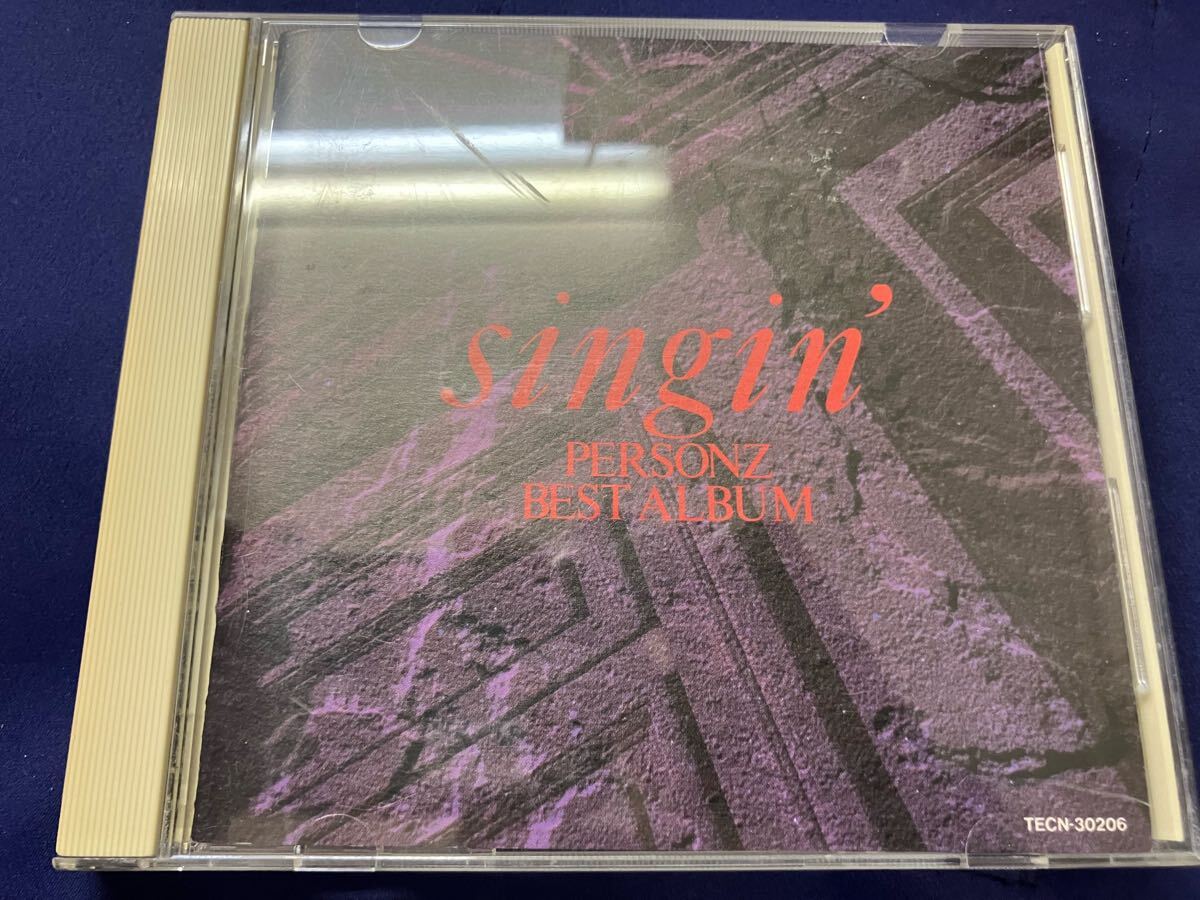 singin'
PERSONZ
BEST ALBUM
TECN-30206